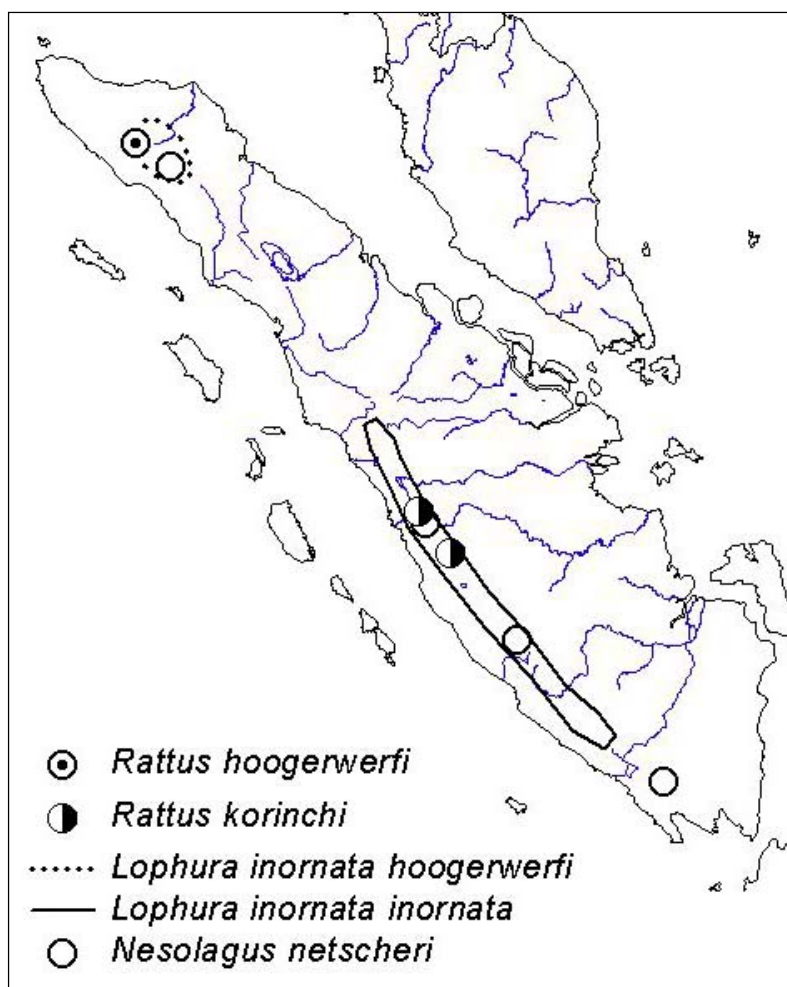 Rattus hoogerwerfi
Rattus korinchi
Lophura inornata hoogerwerfi
Lophura inornata inornata
Nesolagus netscheri